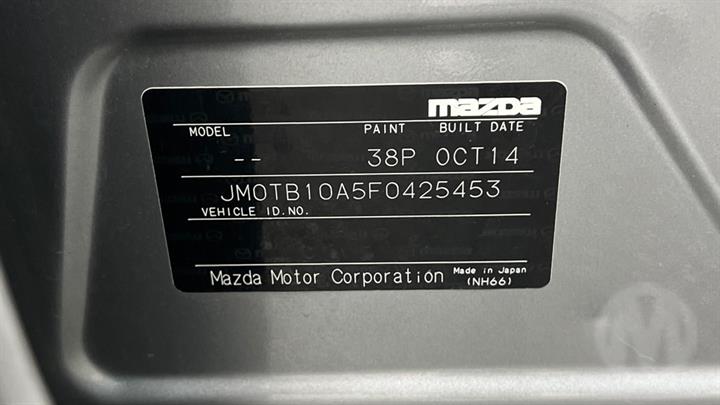 mazda
MODEL PAINT BUILT DATE
-- 38P OCT14
JM0TB10A5F0425453
VEHICLE ID.NO.
Mazda Motor Corporation Made in Japan
(NH66)
M